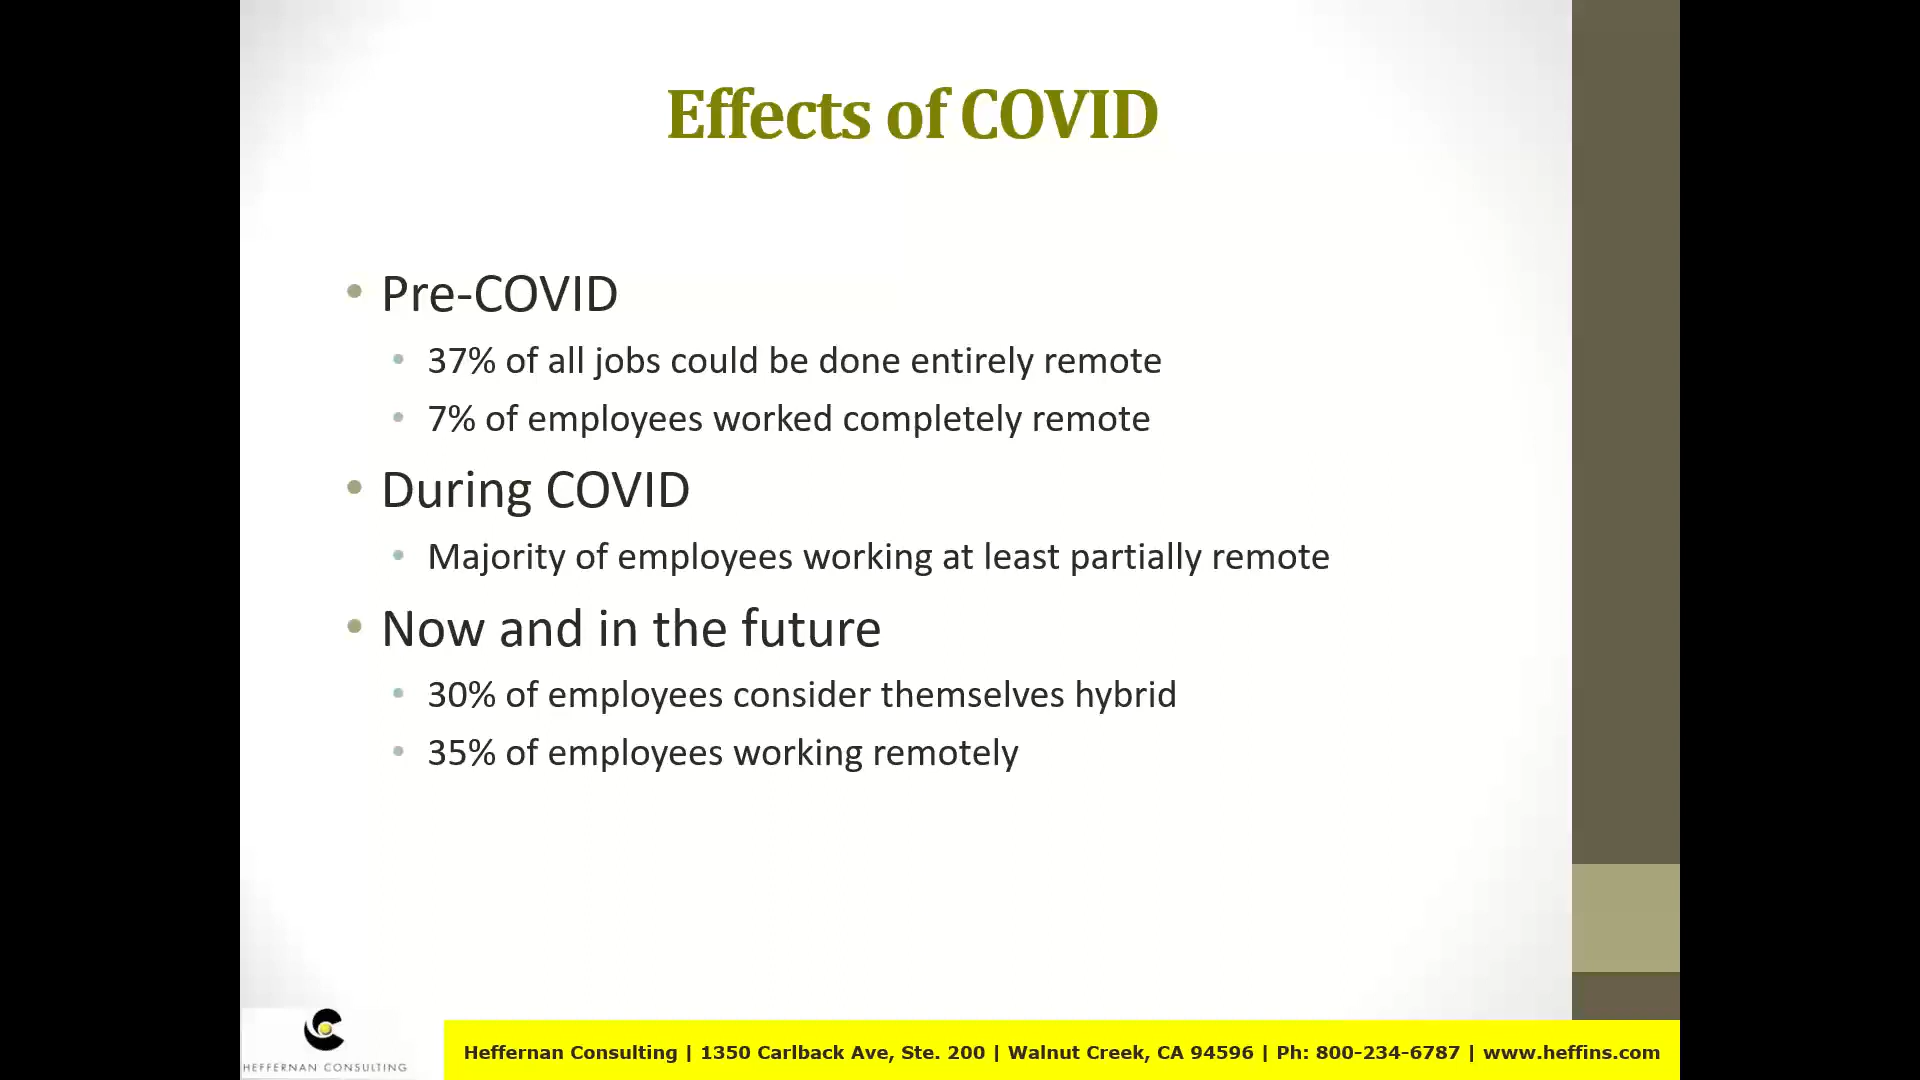 Effects of COVID
• Pre-COVID
• 37% of all jobs could be done entirely remote
• 7% of employees worked completely remote
• During COVID
• Majority of employees working at least partially remote
• Now and in the future
• 30% of employees consider themselves hybrid
• 35% of employees working remotely
HEFFERNAN CONSULTING
Heffernan Consulting | 1350 Carlback Ave, Ste. 200 | Walnut Creek, CA 94596 | Ph: 800-234-6787 | www.heffins.com